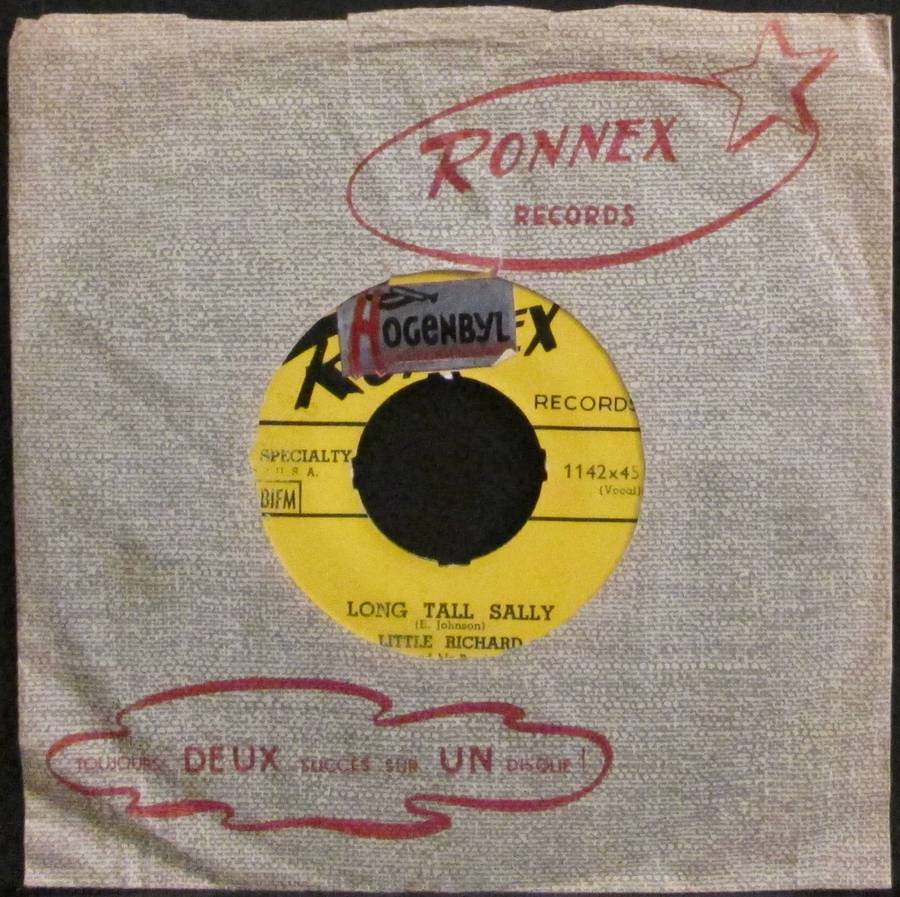 RONNEX
RECORDS
HOGENBYL
RECORDS
SPECIALTY
U.S.A.
1142x45
(Vocal)
BIFM
LONG TALL SALLY
(E. Johnson)
LITTLE RICHARD
TOUJOURS DEUX SUCCES SUR UN DISQUE!